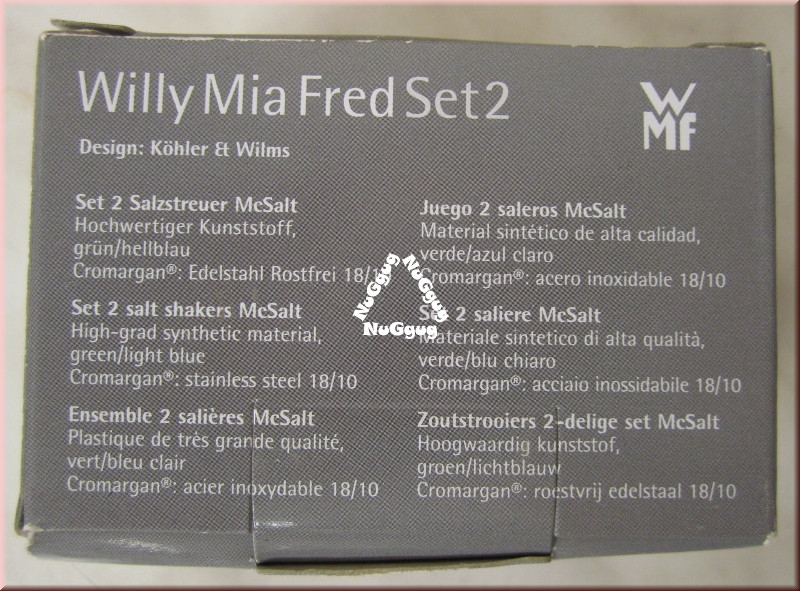 Willy Mia Fred Set2
WMF
Design: Köhler & Wilms
Set 2 Salzstreuer McSalt
Hochwertiger Kunststoff,
grün/hellblau
Cromargan®: Edelstahl Rostfrei 18/10
Set 2 salt shakers McSalt
High-grad synthetic material,
green/light blue
Cromargan®: stainless steel 18/10
Ensemble 2 salières McSalt
Plastique de très grande qualité,
vert/bleu clair
Cromargan®: acier inoxydable 18/10
Juego 2 saleros McSalt
Material sintético de alta calidad,
verde/azul claro
Cromargan®: acero inoxidable 18/10
Set 2 saliere McSalt
Materiale sintetico di alta qualità,
verde/blu chiaro
Cromargan®: acciaio inossidabile 18/10
Zoutstrooiers 2-delige set McSalt
Hoogwaardig kunststof,
groen/lichtblauw
Cromargan®: roestvrij edelstaal 18/10
NuGgug
NuGgug
NuGgug